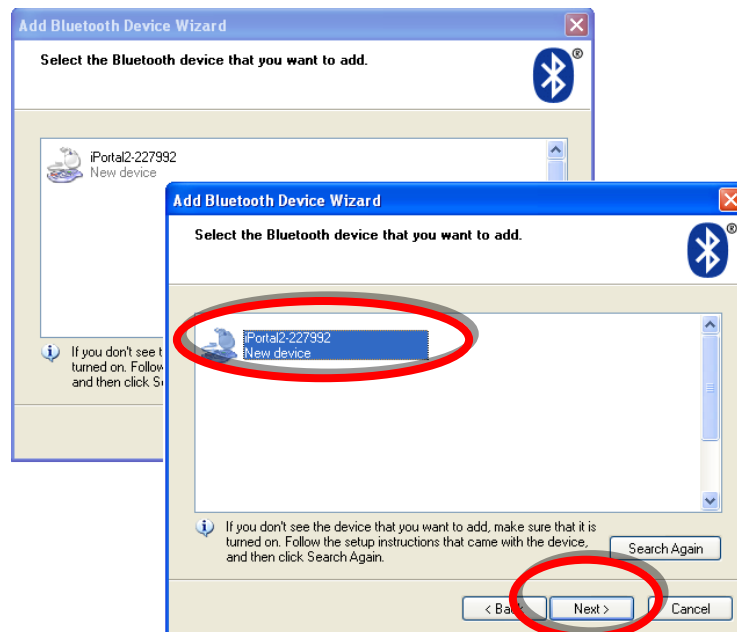 Add Bluetooth Device Wizard
Select the Bluetooth device that you want to add.
®
iPortal2-227992
New device
If you don't see t
turned on. Follow
and then click S
Add Bluetooth Device Wizard
Select the Bluetooth device that you want to add.
®
iPortal2-227992
New device
If you don't see the device that you want to add, make sure that it is
turned on. Follow the setup instructions that came with the device,
and then click Search Again.
Search Again
< Ba Next > Cancel